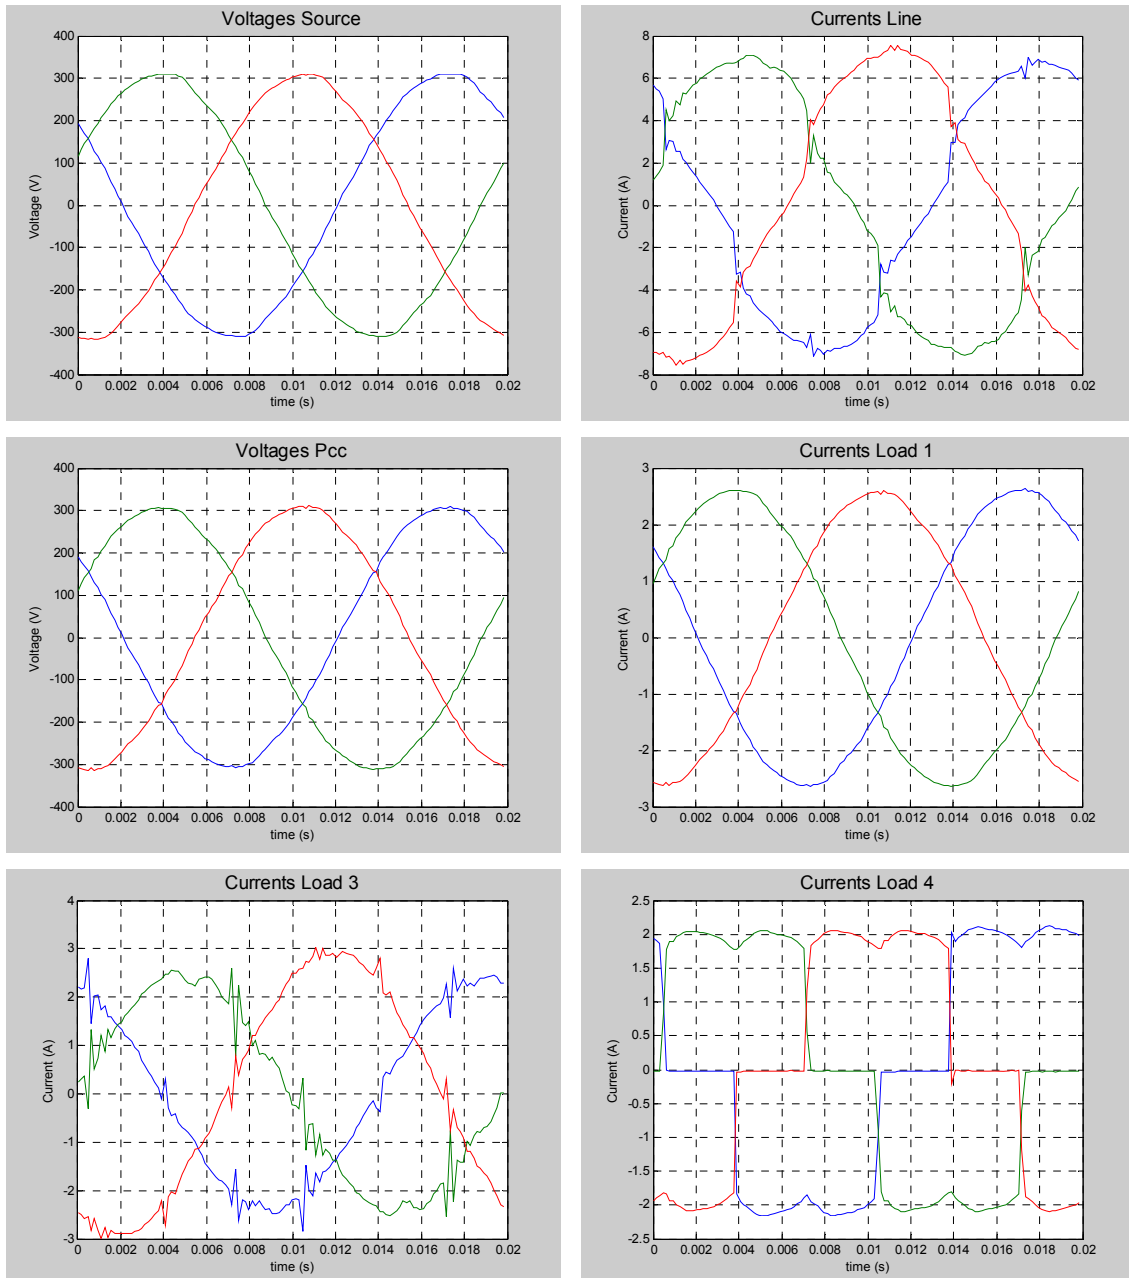 Voltages Source
400
300
200
100
0
-100
-200
-300
-400
Voltage (V)
0 0.002 0.004 0.006 0.008 0.01 0.012 0.014 0.016 0.018 0.02
time (s)
Currents Line
8
6
4
2
0
-2
-4
-6
-8
Current (A)
0 0.002 0.004 0.006 0.008 0.01 0.012 0.014 0.016 0.018 0.02
time (s)
Voltages Pcc
400
300
200
100
0
-100
-200
-300
-400
Voltage (V)
0 0.002 0.004 0.006 0.008 0.01 0.012 0.014 0.016 0.018 0.02
time (s)
Currents Load 1
3
2
1
0
-1
-2
-3
Current (A)
0 0.002 0.004 0.006 0.008 0.01 0.012 0.014 0.016 0.018 0.02
time (s)
Currents Load 3
4
3
2
1
0
-1
-2
-3
Current (A)
0 0.002 0.004 0.006 0.008 0.01 0.012 0.014 0.016 0.018 0.02
time (s)
Currents Load 4
2.5
2
1.5
1
0.5
0
-0.5
-1
-1.5
-2
-2.5
Current (A)
0 0.002 0.004 0.006 0.008 0.01 0.012 0.014 0.016 0.018 0.02
time (s)